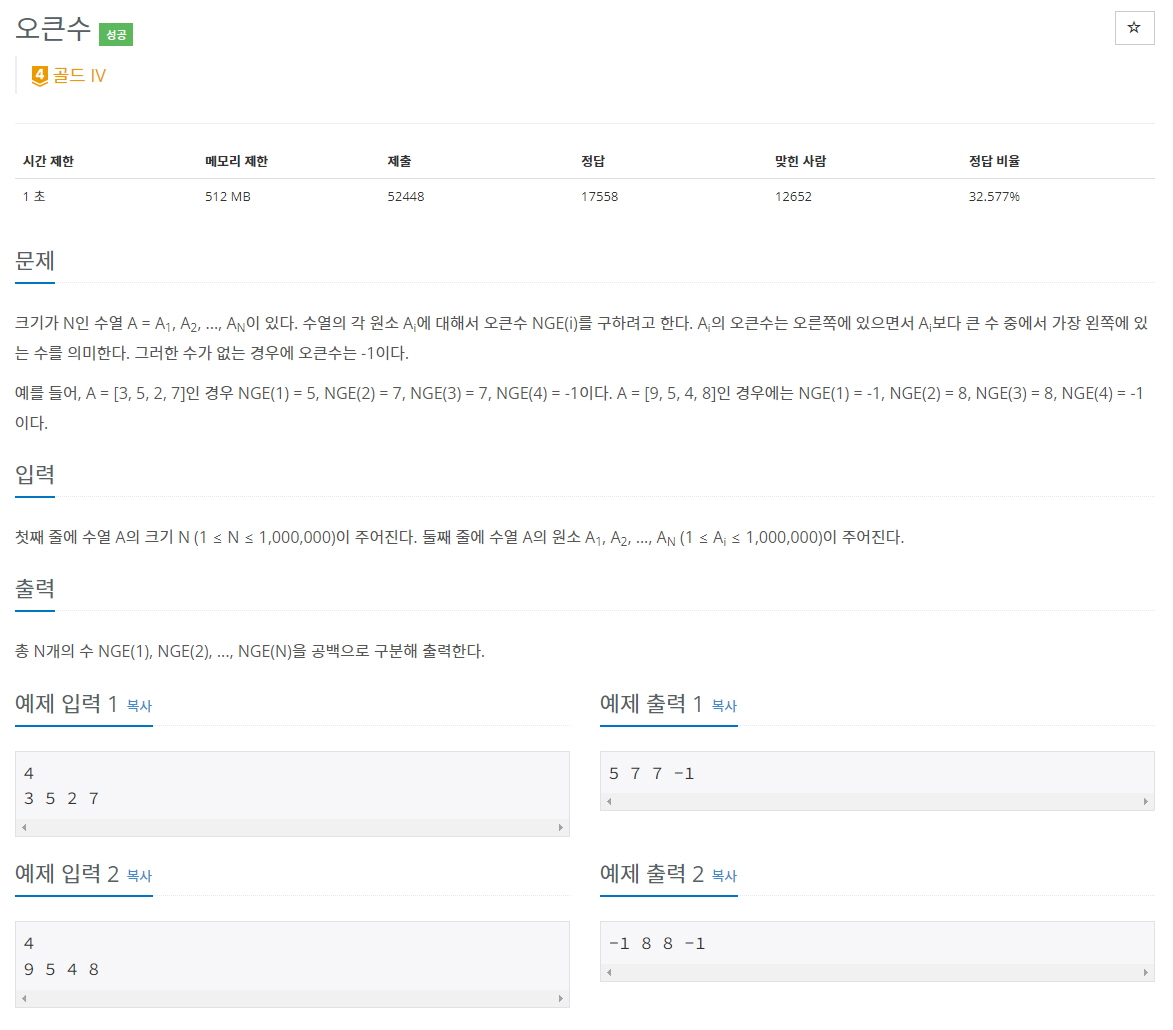 오큰수 성공
☆
4 골드 IV
시간 제한 메모리 제한 제출 정답 맞힌 사람 정답 비율
1 초 512 MB 52448 17558 12652 32.577%
문제
크기가 N인 수열 A = A1, A2, ..., AN이 있다. 수열의 각 원소 Ai에 대해서 오큰수 NGE(i)를 구하려고 한다. Ai의 오큰수는 오른쪽에 있으면서 Ai보다 큰 수 중에서 가장 왼쪽에 있
는 수를 의미한다. 그러한 수가 없는 경우에 오큰수는 -1이다.
예를 들어, A = [3, 5, 2, 7]인 경우 NGE(1) = 5, NGE(2) = 7, NGE(3) = 7, NGE(4) = -1이다. A = [9, 5, 4, 8]인 경우에는 NGE(1) = -1, NGE(2) = 8, NGE(3) = 8, NGE(4) = -1
이다.
입력
첫째 줄에 수열 A의 크기 N (1 ≤ N ≤ 1,000,000)이 주어진다. 둘째 줄에 수열 A의 원소 A1, A2, ..., AN (1 ≤ Ai ≤ 1,000,000)이 주어진다.
출력
총 N개의 수 NGE(1), NGE(2), ..., NGE(N)을 공백으로 구분해 출력한다.
예제 입력 1 복사
4
3 5 2 7
예제 출력 1 복사
5 7 7 -1
예제 입력 2 복사
4
9 5 4 8
예제 출력 2 복사
-1 8 8 -1